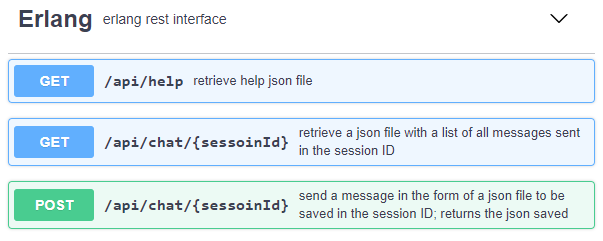 Erlang erlang rest interface
GET /api/help retrieve help json file
GET /api/chat/{sessoinId} retrieve a json file with a list of all messages sent
in the session ID
POST /api/chat/{sessoinId} send a message in the form of a json file to be
saved in the session ID; returns the json saved